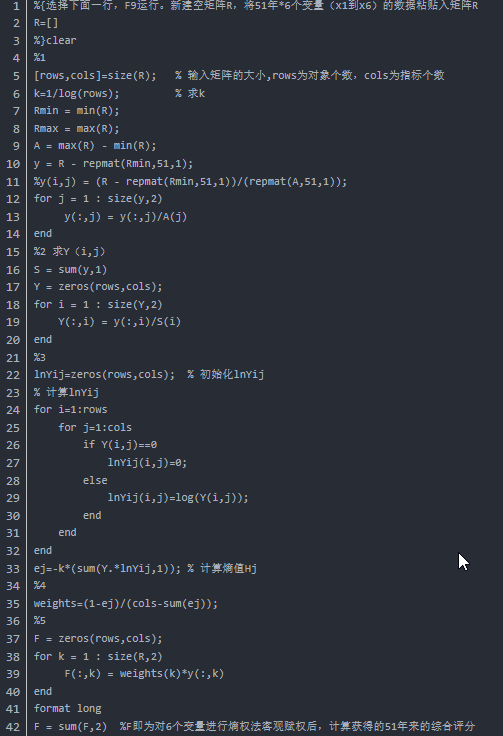 1 %{选择下面一行，F9运行。新建空矩阵R，将51年*6个变量（x1到x6）的数据粘贴入矩阵R
2 R=[]
3 %}clear
4 %1
5 [rows,cols]=size(R);   % 输入矩阵的大小,rows为对象个数，cols为指标个数
6 k=1/log(rows);         % 求k
7 Rmin = min(R);
8 Rmax = max(R);
9 A = max(R) - min(R);
10 y = R - repmat(Rmin,51,1);
11 %y(i,j) = (R - repmat(Rmin,51,1))/(repmat(A,51,1));
12 for j = 1 : size(y,2)
13      y(:,j) = y(:,j)/A(j)
14 end
15 %2 求Y（i,j）
16 S = sum(y,1)
17 Y = zeros(rows,cols);
18 for i = 1 : size(Y,2)
19     Y(:,i) = y(:,i)/S(i)
20 end
21 %3
22 lnYij=zeros(rows,cols);  % 初始化lnYij
23 % 计算lnYij
24 for i=1:rows
25     for j=1:cols
26         if Y(i,j)==0
27             lnYij(i,j)=0;
28         else
29             lnYij(i,j)=log(Y(i,j));
30         end
31     end
32 end
33 ej=-k*(sum(Y.*lnYij,1)); % 计算熵值Hj
34 %4
35 weights=(1-ej)/(cols-sum(ej));
36 %5
37 F = zeros(rows,cols);
38 for k = 1 : size(R,2)
39      F(:,k) = weights(k)*y(:,k)
40 end
41 format long
42 F = sum(F,2)  %F即为对6个变量进行熵权法客观赋权后，计算获得的51年来的综合评分